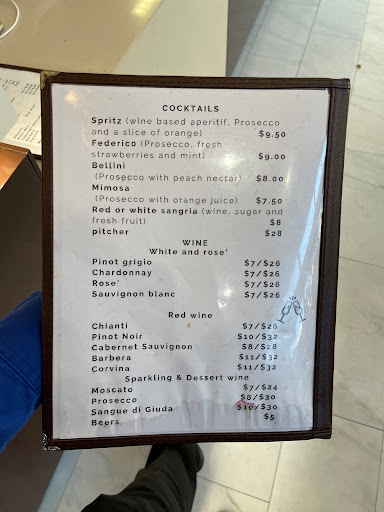 COCKTAILS
Spritz (wine based aperitif, Prosecco
and a slice of orange) $9.50
Federico (Prosecco, fresh
strawberries and mint) $9.00
Bellini
(Prosecco with peach nectar) $8.00
Mimosa
(Prosecco with orange juice) $7.50
Red or white sangria (wine, sugar and
fresh fruit) $8
pitcher $28
WINE
White and rose'
Pinot grigio $7/$26
Chardonnay $7/$26
Rose' $7/$26
Sauvignon blanc $7/$26
Red wine
Chianti $7/$26
Pinot Noir $10/$32
Cabernet Sauvignon $8/$28
Barbera $11/$32
Corvina $11/$32
Sparkling & Dessert wine
Moscato $7/$24
Prosecco $8/$30
Sangue di Giuda $10/$30
Beers $5